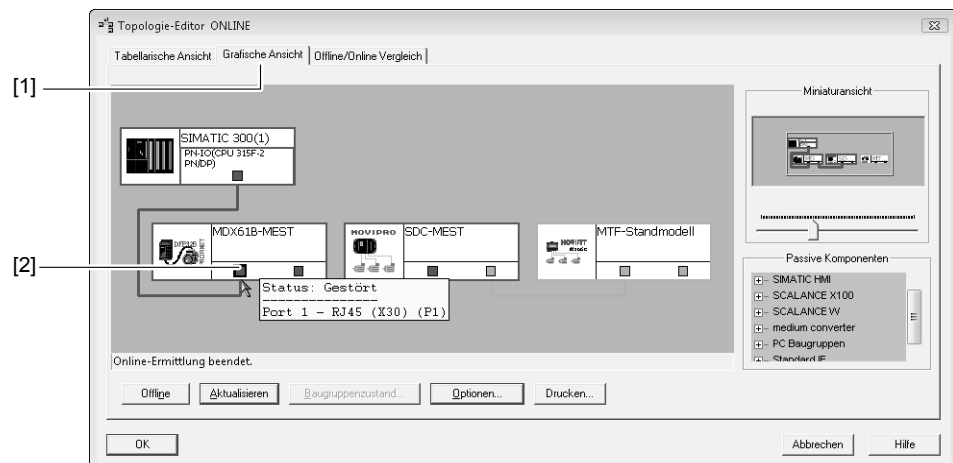 Topologie-Editor ONLINE
Tabellarische Ansicht Grafische Ansicht Offline/Online Vergleich
[1]
Miniaturansicht
SIMATIC 300(1)
PN-IO(CPU 315F-2
PN/DP)
MDX61B-MEST
MOVIPRO SDC-MEST
MTF-Standmodell
[2]
Status: Gestört
---------------
Port 1 - RJ45 (X30) (P1)
Passive Komponenten
SIMATIC HMI
SCALANCE X100
SCALANCE W
medium converter
PC Baugruppen
Standard IE
Online-Ermittlung beendet.
Offline Aktualisieren Baugruppenzustand... Optionen... Drucken...
OK Abbrechen Hilfe